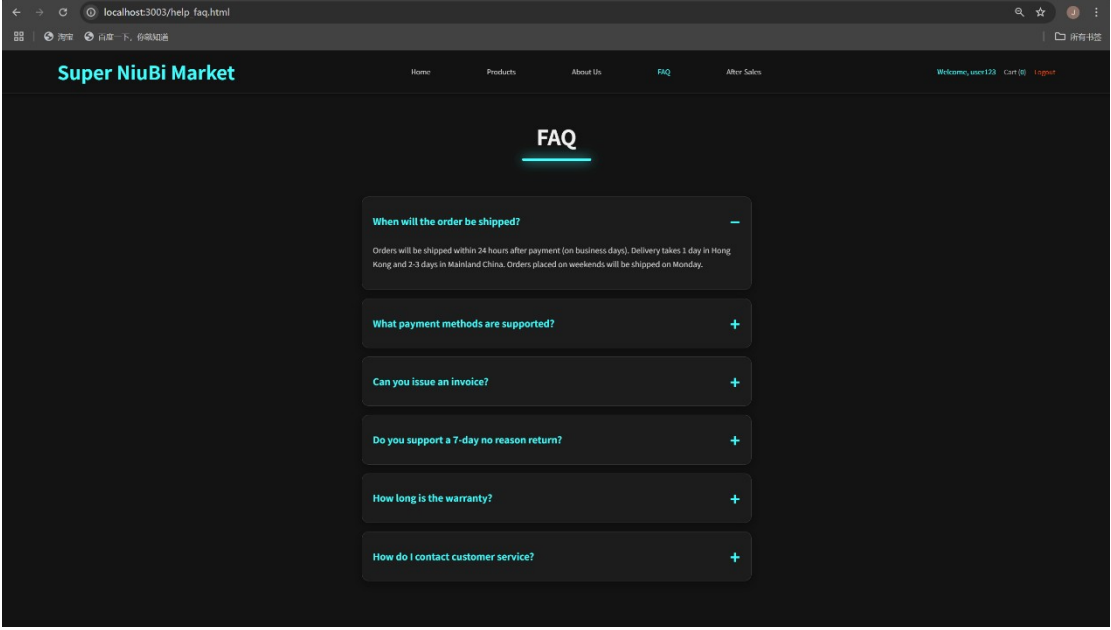 localhost:3003/help faq.html
淘宝
百度一下，你就知道
所有书签
Super NiuBi Market
Home
Products
About Us
FAQ
After Sales
Welcome, user123
Cart (0)
Logout
FAQ
When will the order be shipped?
Orders will be shipped within 24 hours after payment (on business days). Delivery takes 1 day in Hong
Kong and 2-3 days in Mainland China. Orders placed on weekends will be shipped on Monday.
What payment methods are supported?
Can you issue an invoice?
Do you support a 7-day no reason return?
How long is the warranty?
How do I contact customer service?